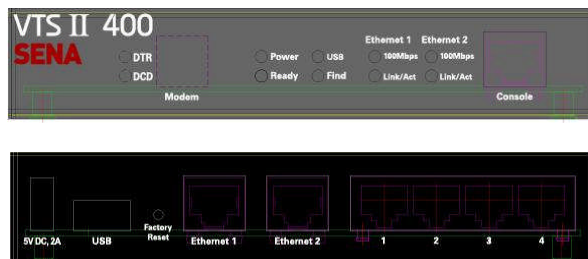 VTS II 400
SENA
Ethernet 1 Ethernet 2
DTR Power USB 100Mbps 100Mbps
DCD Ready Find Link/Act Link/Act
Modem Console
5V DC, 2A USB Factory Reset Ethernet 1 Ethernet 2 1 2 3 4